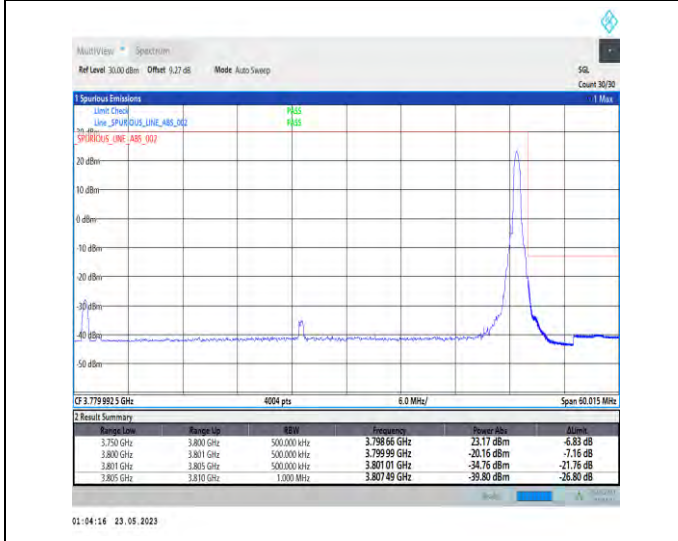 MultiView Spectrum
Ref Level 30.00 dBm Offset 9.27 dB Mode Auto Sweep SGL
Count 30/30
1 Spurious Emissions 1 Max
Limit Check PASS
Line _SPURIOUS_LINE_ABS_002 PASS
_SPURIOUS_LINE_ABS_002
20 dBm
10 dBm
0 dBm
-10 dBm
-20 dBm
-30 dBm
-40 dBm
-50 dBm
CF 3.779 992 5 GHz 4004 pts 6.0 MHz/ Span 60.015 MHz
2 Result Summary
Range Low Range Up RBW Frequency Power Abs ΔLimit
3.750 GHz 3.800 GHz 500.000 kHz 3.798 66 GHz 23.17 dBm -6.83 dB
3.800 GHz 3.801 GHz 500.000 kHz 3.799 99 GHz -20.16 dBm -7.16 dB
3.801 GHz 3.805 GHz 500.000 kHz 3.801 01 GHz -34.76 dBm -21.76 dB
3.805 GHz 3.810 GHz 1.000 MHz 3.807 49 GHz -39.80 dBm -26.80 dB
01:04:16 23.05.2023